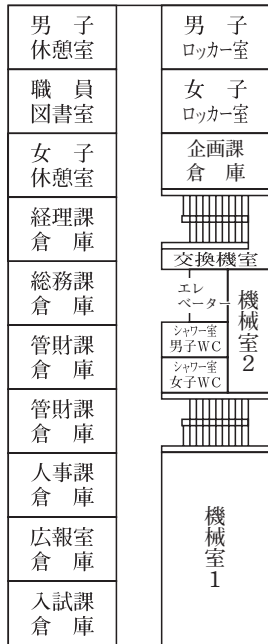 男子
休憩室
職員
図書室
女子
休憩室
経理課
倉庫
総務課
倉庫
管財課
倉庫
管財課
倉庫
人事課
倉庫
広報室
倉庫
入試課
倉庫
男子
ロッカー室
女子
ロッカー室
企画課
倉庫
交換機室
エレ
ベーター
機械室2
シャワー室
男子WC
シャワー室
女子WC
機械室1